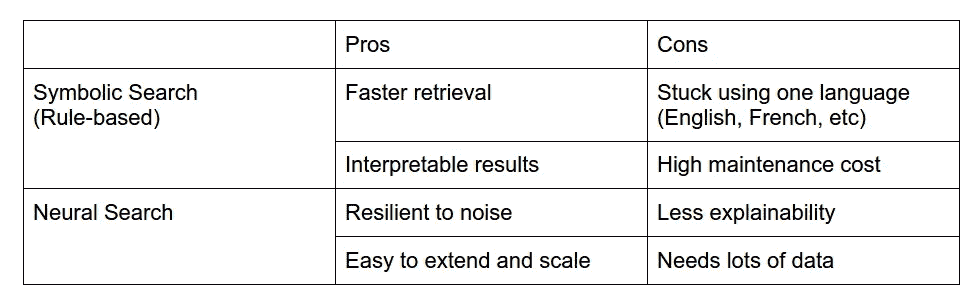 Pros
Cons
Symbolic Search
(Rule-based)
Faster retrieval
Stuck using one language
(English, French, etc)
Interpretable results
High maintenance cost
Neural Search
Resilient to noise
Less explainability
Easy to extend and scale
Needs lots of data